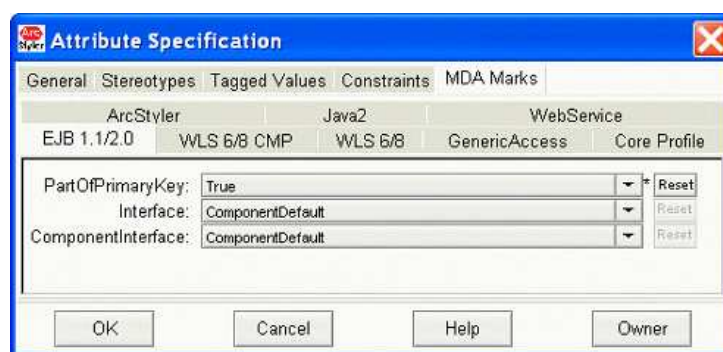 Arc Styler Attribute Specification
General Stereotypes Tagged Values Constraints MDA Marks
ArcStyler Java2 WebService
EJB 1.1/2.0 WLS 6/8 CMP WLS 6/8 GenericAccess Core Profile
PartOfPrimaryKey: True * Reset
Interface: ComponentDefault Reset
ComponentInterface: ComponentDefault Reset
OK Cancel Help Owner